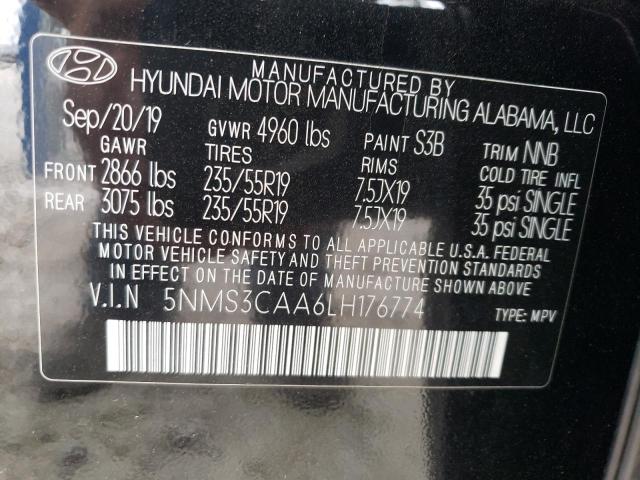 MANUFACTURED BY
HYUNDAI MOTOR MANUFACTURING ALABAMA, LLC
Sep/20/19 GVWR 4960 lbs PAINT S3B TRIM NNB
GAWR TIRES RIMS COLD TIRE INFL
FRONT 2866 lbs 235/55R19 7.5JX19 35 psi SINGLE
REAR 3075 lbs 235/55R19 7.5JX19 35 psi SINGLE
THIS VEHICLE CONFORMS TO ALL APPLICABLE U.S.A. FEDERAL
MOTOR VEHICLE SAFETY AND THEFT PREVENTION STANDARDS
IN EFFECT ON THE DATE OF MANUFACTURE SHOWN ABOVE.
V.I.N 5NMS3CAA6LH176774 TYPE: MPV